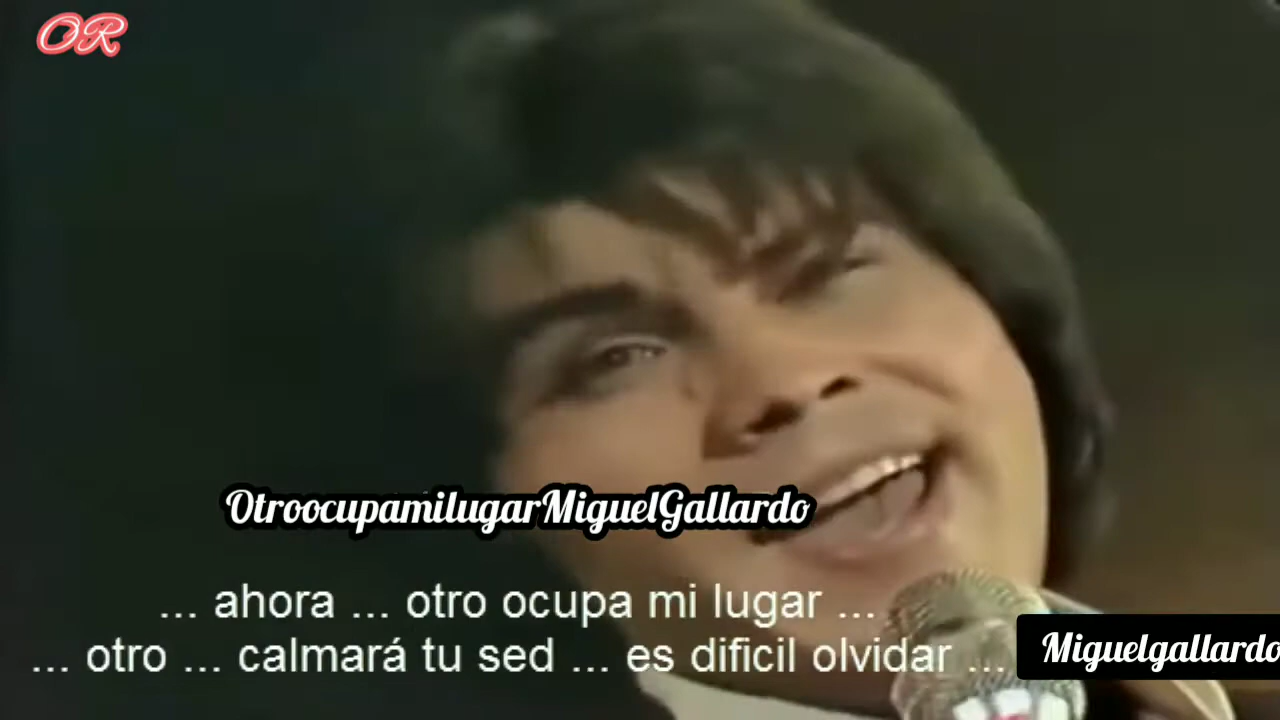 OR
OtroocupamilugarMiguelGallardo
... ahora ... otro ocupa mi lugar ...
... otro ... calmará tu sed ... es dificil olvidar ...
Miguelgallardo